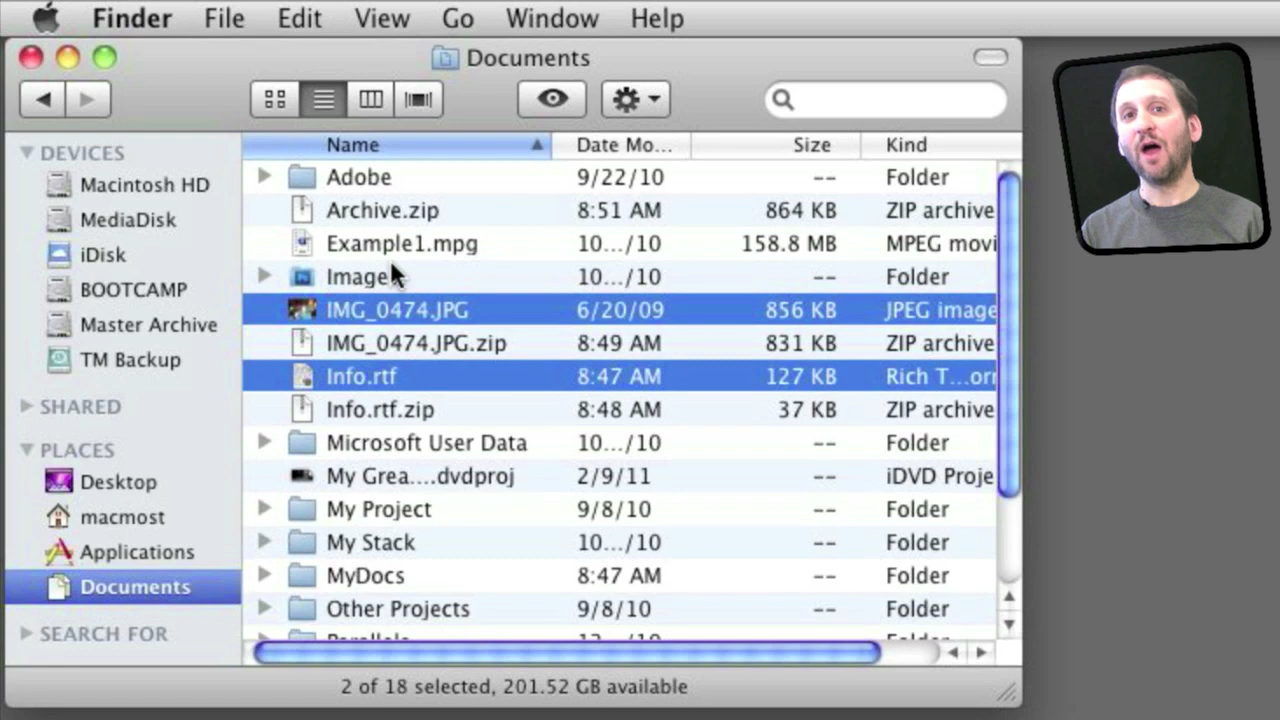 Finder File Edit View Go Window Help
Documents
DEVICES
Macintosh HD
MediaDisk
iDisk
BOOTCAMP
Master Archive
TM Backup
SHARED
PLACES
Desktop
macmost
Applications
Documents
SEARCH FOR
Name Date Mo... Size Kind
Adobe 9/22/10 -- Folder
Archive.zip 8:51 AM 864 KB ZIP archive
Example1.mpg 10.../10 158.8 MB MPEG movi
Image 10.../10 -- Folder
IMG_0474.JPG 6/20/09 856 KB JPEG image
IMG_0474.JPG.zip 8:49 AM 831 KB ZIP archive
Info.rtf 8:47 AM 127 KB Rich T...orm
Info.rtf.zip 8:48 AM 37 KB ZIP archive
Microsoft User Data 10.../10 -- Folder
My Grea....dvdproj 2/9/11 iDVD Proje
My Project 9/8/10 -- Folder
My Stack 10.../10 -- Folder
MyDocs 8:47 AM -- Folder
Other Projects 9/8/10 -- Folder
2 of 18 selected, 201.52 GB available